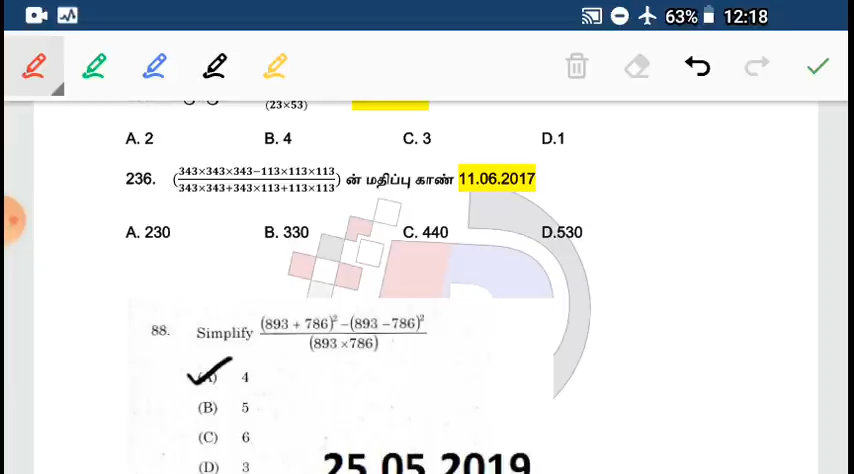 63% 12:18
(23×53)
A. 2 B. 4 C. 3 D.1
236. (343×343×343−113×113×113 / 343×343+343×113+113×113) ன் மதிப்பு காண் 11.06.2017
A. 230 B. 330 C. 440 D.530
88. Simplify (893 + 786)² −(893 −786)² / (893 ×786)
(A) 4
(B) 5
(C) 6
(D) 3
25.05.2019